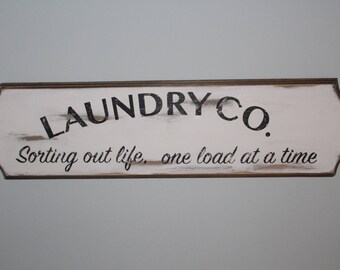 LAUNDRY CO.
Sorting out life, one load at a time